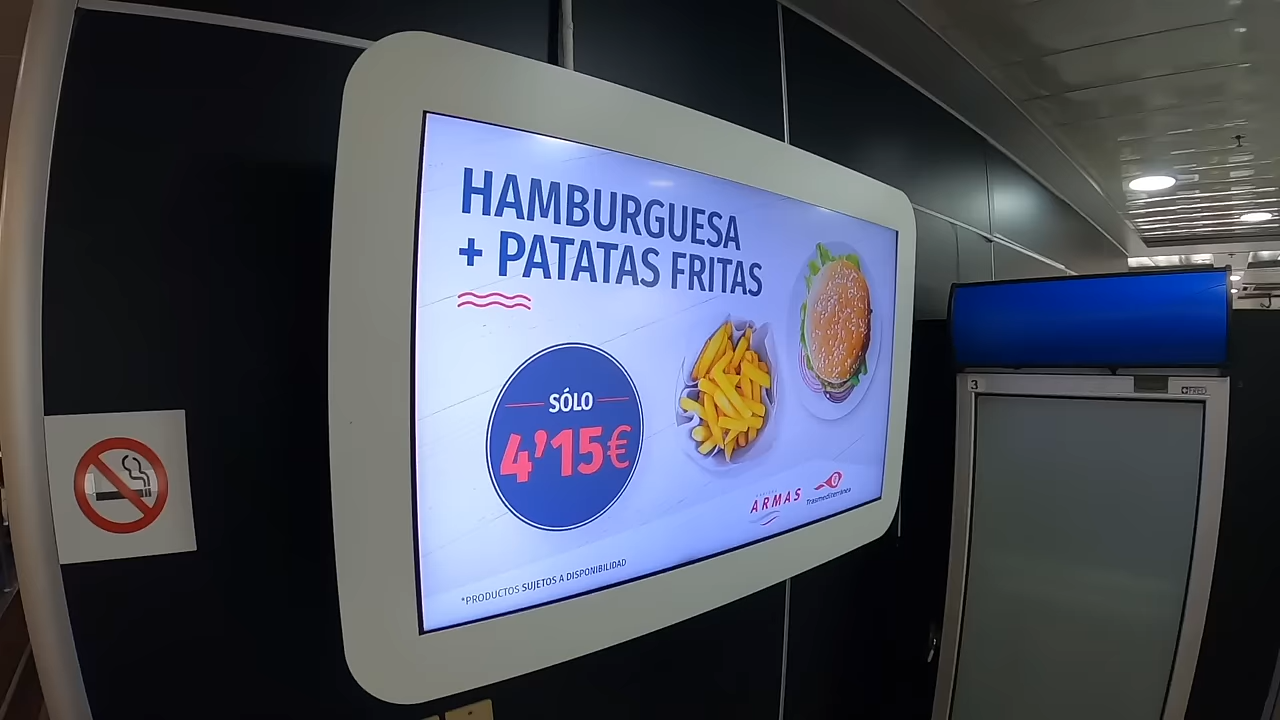 HAMBURGUESA
+ PATATAS FRITAS
SÓLO
4'15€
ARMAS
Trasmediterránea
*PRODUCTOS SUJETOS A DISPONIBILIDAD
3